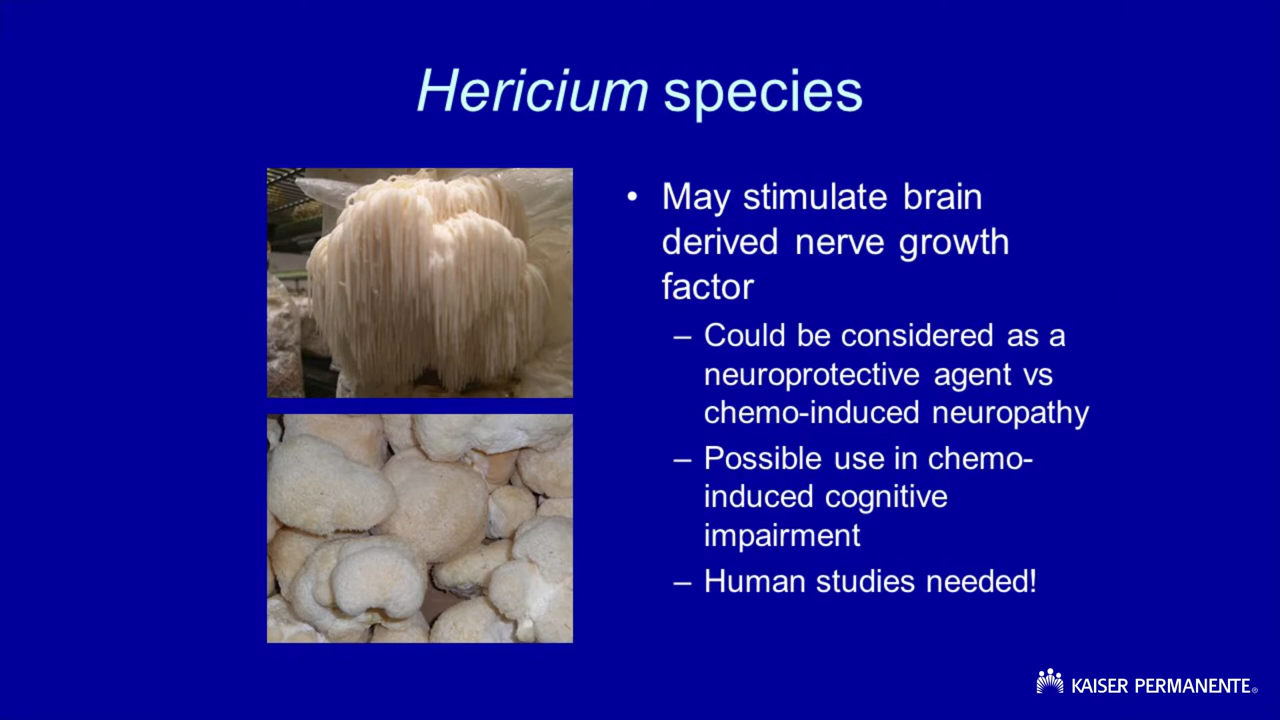 Hericium species
• May stimulate brain
derived nerve growth
factor
– Could be considered as a
neuroprotective agent vs
chemo-induced neuropathy
– Possible use in chemo-
induced cognitive
impairment
– Human studies needed!
KAISER PERMANENTE®